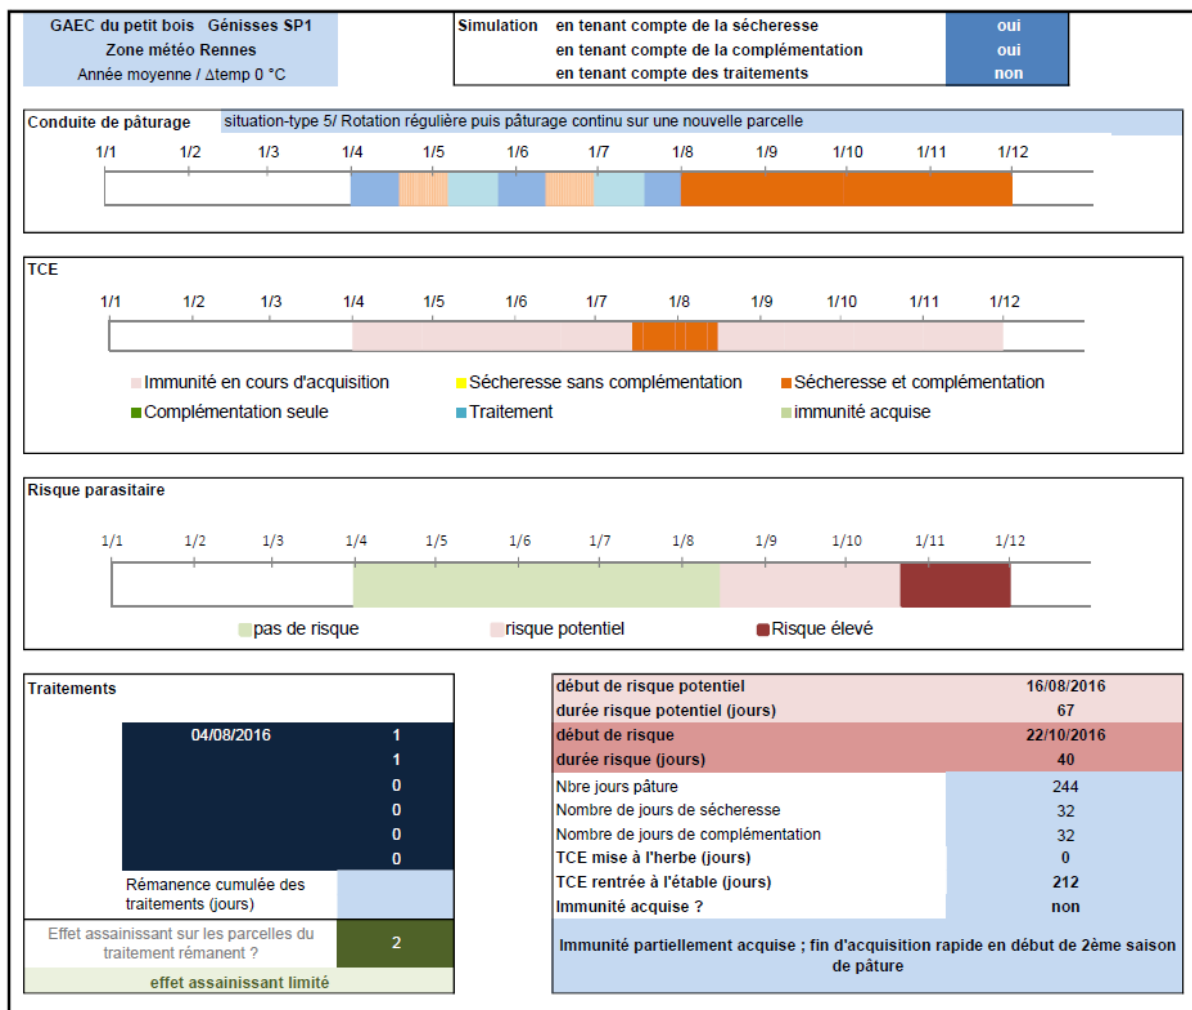 GAEC du petit bois Génisses SP1
Zone météo Rennes
Année moyenne / Δtemp 0 °C
Simulation en tenant compte de la sécheresse oui
en tenant compte de la complémentation oui
en tenant compte des traitements non
Conduite de pâturage situation-type 5/ Rotation régulière puis pâturage continu sur une nouvelle parcelle
1/1 1/2 1/3 1/4 1/5 1/6 1/7 1/8 1/9 1/10 1/11 1/12
TCE
1/1 1/2 1/3 1/4 1/5 1/6 1/7 1/8 1/9 1/10 1/11 1/12
Immunité en cours d'acquisition Sécheresse sans complémentation Sécheresse et complémentation
Complémentation seule Traitement immunité acquise
Risque parasitaire
1/1 1/2 1/3 1/4 1/5 1/6 1/7 1/8 1/9 1/10 1/11 1/12
pas de risque risque potentiel Risque élevé
Traitements
04/08/2016 1
1
0
0
0
0
Rémanence cumulée des
traitements (jours)
Effet assainissant sur les parcelles du
traitement rémanent ?
2
effet assainissant limité
début de risque potentiel 16/08/2016
durée risque potentiel (jours) 67
début de risque 22/10/2016
durée risque (jours) 40
Nbre jours pâture 244
Nombre de jours de sécheresse 32
Nombre de jours de complémentation 32
TCE mise à l'herbe (jours) 0
TCE rentrée à l'étable (jours) 212
Immunité acquise ? non
Immunité partiellement acquise ; fin d'acquisition rapide en début de 2ème saison
de pâture